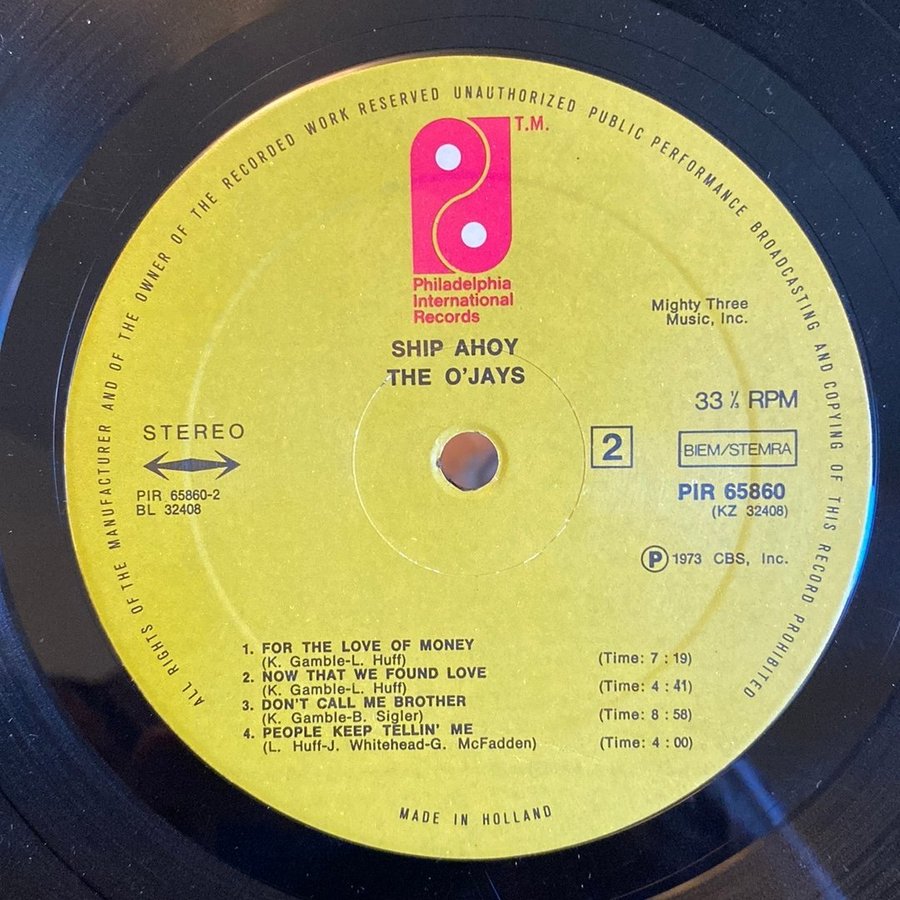 ALL RIGHTS OF THE MANUFACTURER AND OF THE OWNER OF THE RECORDED WORK RESERVED UNAUTHORIZED PUBLIC PERFORMANCE BROADCASTING AND COPYING OF THIS RECORD PROHIBITED
T.M.
Philadelphia
International
Records
Mighty Three
Music, Inc.
SHIP AHOY
THE O'JAYS
33 ⅓ RPM
STEREO
2
BIEM/STEMRA
PIR 65860-2
BL 32408
PIR 65860
(KZ 32408)
Ⓟ 1973 CBS, Inc.
1. FOR THE LOVE OF MONEY
(K. Gamble-L. Huff) (Time: 7 : 19)
2. NOW THAT WE FOUND LOVE
(K. Gamble-L. Huff) (Time: 4 : 41)
3. DON'T CALL ME BROTHER
(K. Gamble-B. Sigler) (Time: 8 : 58)
4. PEOPLE KEEP TELLIN' ME
(L. Huff-J. Whitehead-G. McFadden) (Time: 4 : 00)
MADE IN HOLLAND